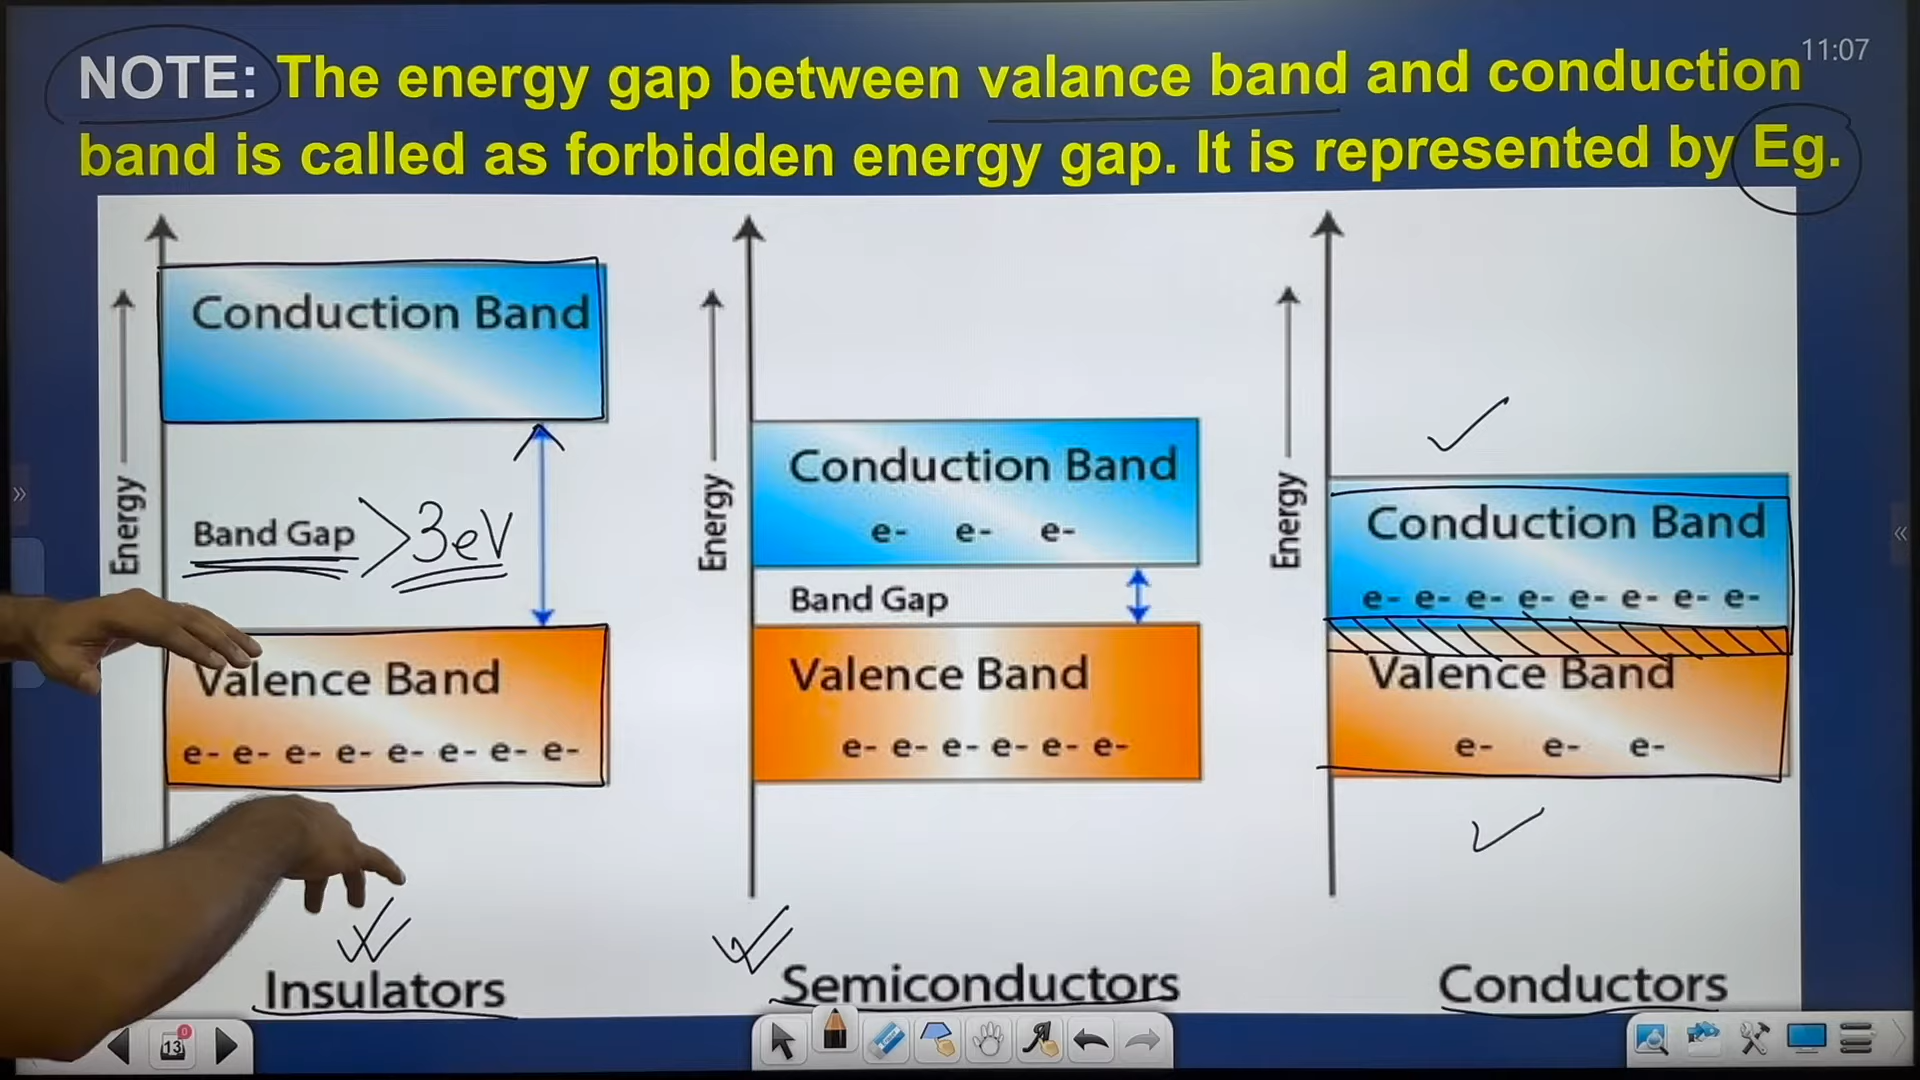 11:07
NOTE: The energy gap between valance band and conduction
band is called as forbidden energy gap. It is represented by Eg.
Energy
Conduction Band
Band Gap >3eV
Valence Band
e- e- e- e- e- e- e- e-
Insulators
Energy
Conduction Band
e- e- e-
Band Gap
Valence Band
e- e- e- e- e- e-
Semiconductors
Energy
Conduction Band
e- e- e- e- e- e- e- e-
Valence Band
e- e- e-
Conductors
13
0